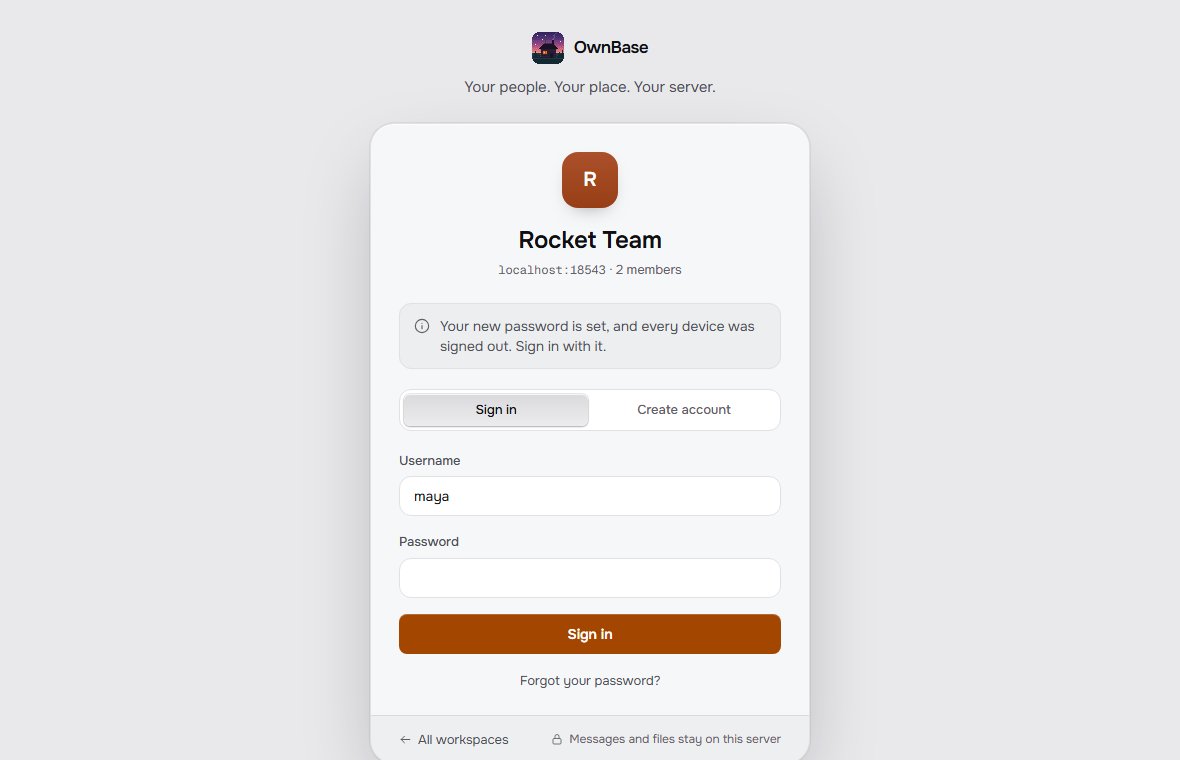 OwnBase
Your people. Your place. Your server.
R
Rocket Team
localhost:18543 · 2 members
Your new password is set, and every device was
signed out. Sign in with it.
Sign in
Create account
Username
maya
Password
Sign in
Forgot your password?
← All workspaces
Messages and files stay on this server